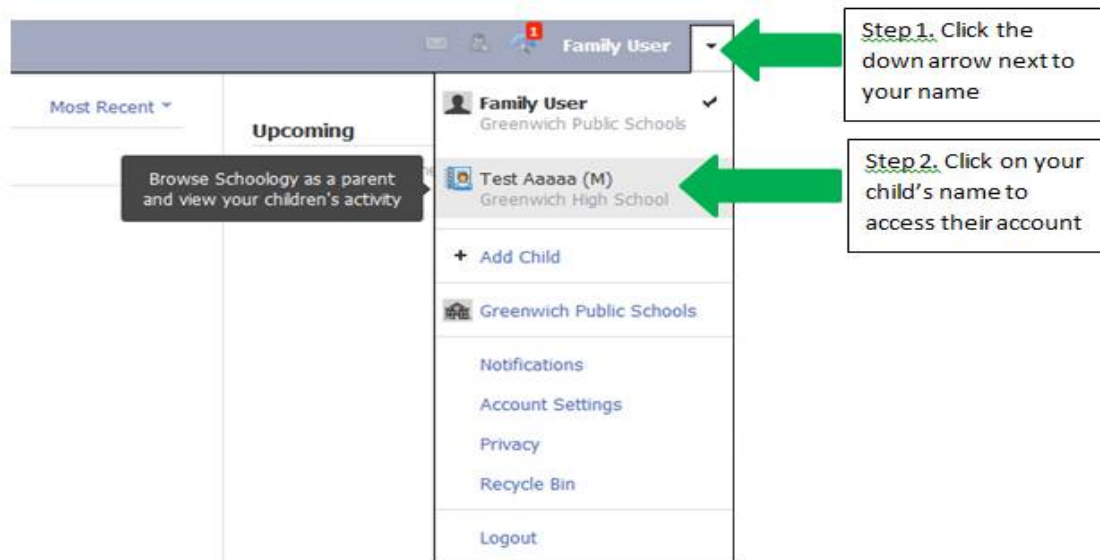 1
Family User
Step 1. Click the
down arrow next to
your name
Most Recent
Upcoming
Family User
Greenwich Public Schools
Browse Schoology as a parent
and view your children's activity
Test Aaaaa (M)
Greenwich High School
Step 2. Click on your
child's name to
access their account
+ Add Child
Greenwich Public Schools
Notifications
Account Settings
Privacy
Recycle Bin
Logout